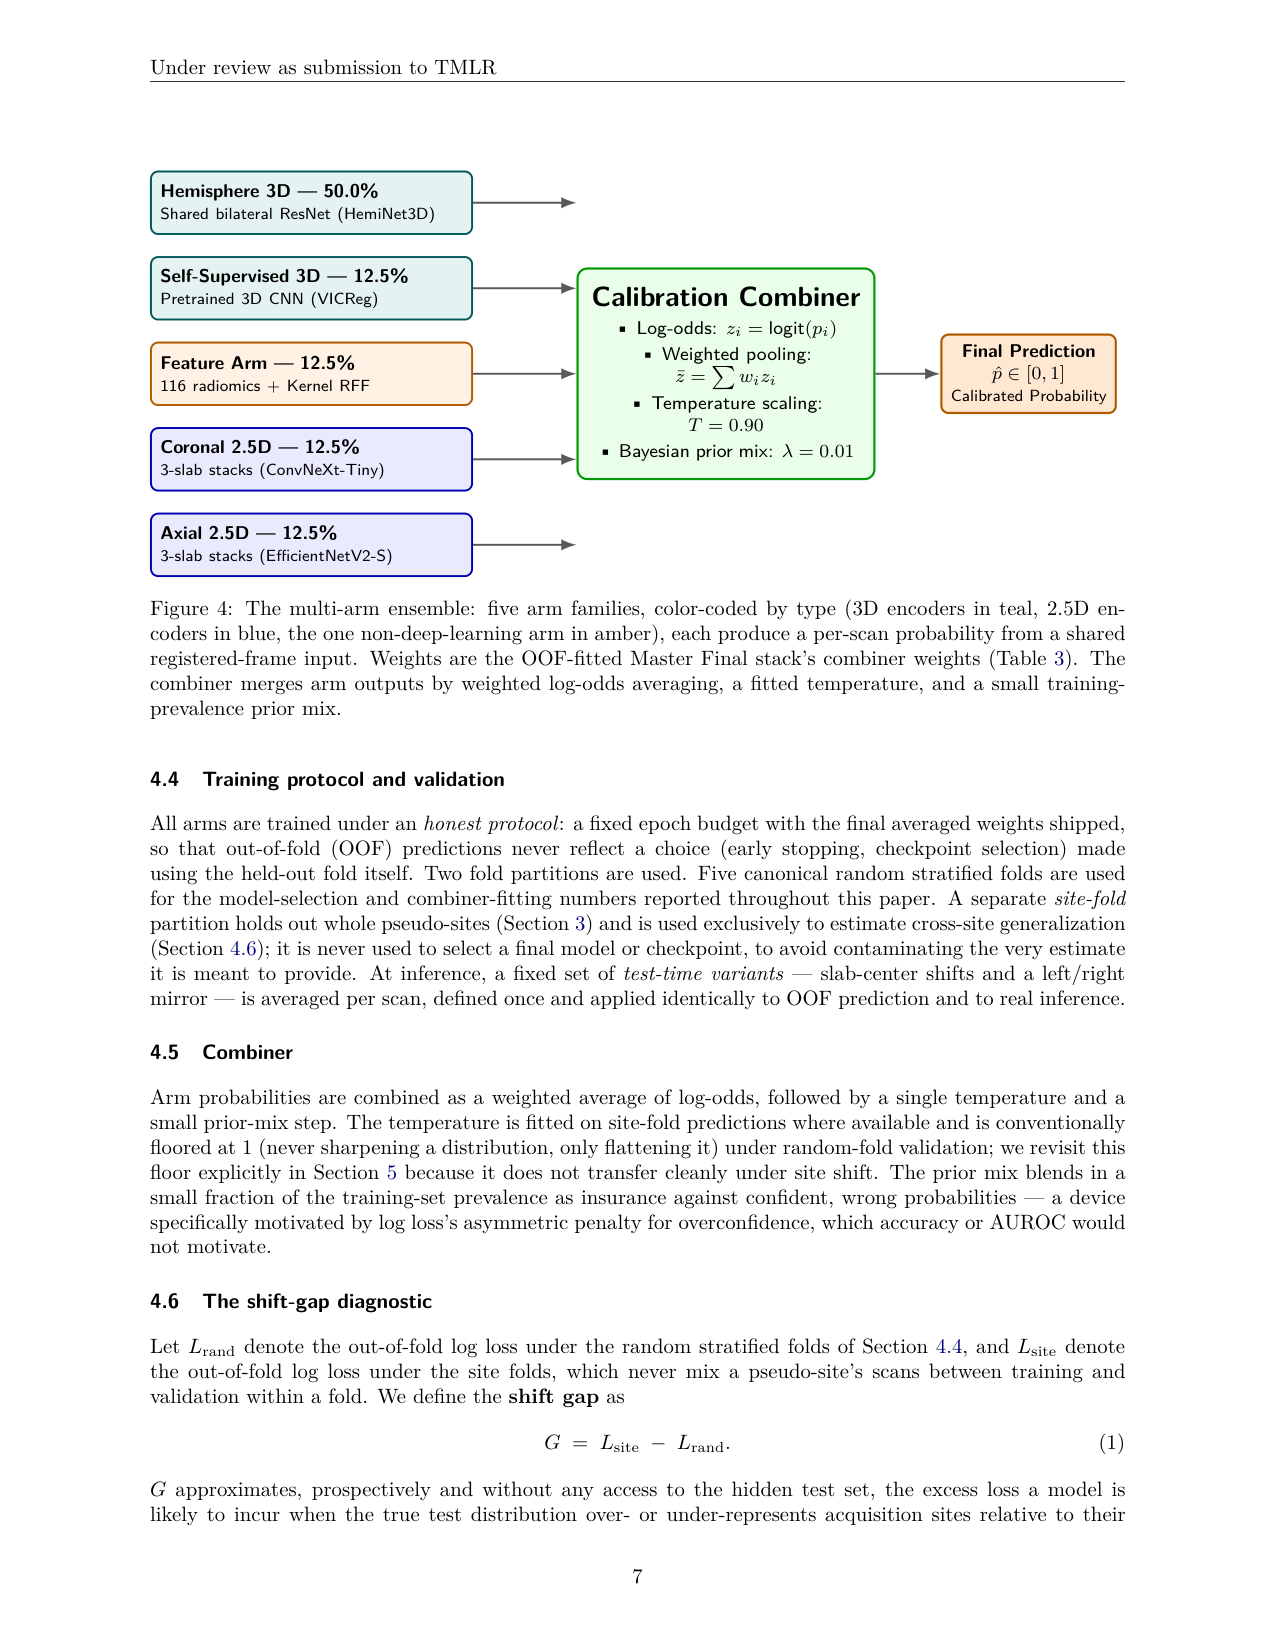 Under review as submission to TMLR
Hemisphere 3D — 50.0%
Shared bilateral ResNet (HemiNet3D)
Self-Supervised 3D — 12.5%
Pretrained 3D CNN (VICReg)
Feature Arm — 12.5%
116 radiomics + Kernel RFF
Coronal 2.5D — 12.5%
3-slab stacks (ConvNeXt-Tiny)
Axial 2.5D — 12.5%
3-slab stacks (EfficientNetV2-S)
Calibration Combiner
▪ Log-odds: z_i = logit(p_i)
▪ Weighted pooling:
z̄ = ∑ w_i z_i
▪ Temperature scaling:
T = 0.90
▪ Bayesian prior mix: λ = 0.01
Final Prediction
p̂ ∈ [0, 1]
Calibrated Probability
Figure 4: The multi-arm ensemble: five arm families, color-coded by type (3D encoders in teal, 2.5D en-
coders in blue, the one non-deep-learning arm in amber), each produce a per-scan probability from a shared
registered-frame input. Weights are the OOF-fitted Master Final stack's combiner weights (Table 3). The
combiner merges arm outputs by weighted log-odds averaging, a fitted temperature, and a small training-
prevalence prior mix.
4.4 Training protocol and validation
All arms are trained under an honest protocol: a fixed epoch budget with the final averaged weights shipped,
so that out-of-fold (OOF) predictions never reflect a choice (early stopping, checkpoint selection) made
using the held-out fold itself. Two fold partitions are used. Five canonical random stratified folds are used
for the model-selection and combiner-fitting numbers reported throughout this paper. A separate site-fold
partition holds out whole pseudo-sites (Section 3) and is used exclusively to estimate cross-site generalization
(Section 4.6); it is never used to select a final model or checkpoint, to avoid contaminating the very estimate
it is meant to provide. At inference, a fixed set of test-time variants — slab-center shifts and a left/right
mirror — is averaged per scan, defined once and applied identically to OOF prediction and to real inference.
4.5 Combiner
Arm probabilities are combined as a weighted average of log-odds, followed by a single temperature and a
small prior-mix step. The temperature is fitted on site-fold predictions where available and is conventionally
floored at 1 (never sharpening a distribution, only flattening it) under random-fold validation; we revisit this
floor explicitly in Section 5 because it does not transfer cleanly under site shift. The prior mix blends in a
small fraction of the training-set prevalence as insurance against confident, wrong probabilities — a device
specifically motivated by log loss's asymmetric penalty for overconfidence, which accuracy or AUROC would
not motivate.
4.6 The shift-gap diagnostic
Let L_rand denote the out-of-fold log loss under the random stratified folds of Section 4.4, and L_site denote
the out-of-fold log loss under the site folds, which never mix a pseudo-site's scans between training and
validation within a fold. We define the shift gap as
G = L_site − L_rand. (1)
G approximates, prospectively and without any access to the hidden test set, the excess loss a model is
likely to incur when the true test distribution over- or under-represents acquisition sites relative to their
7